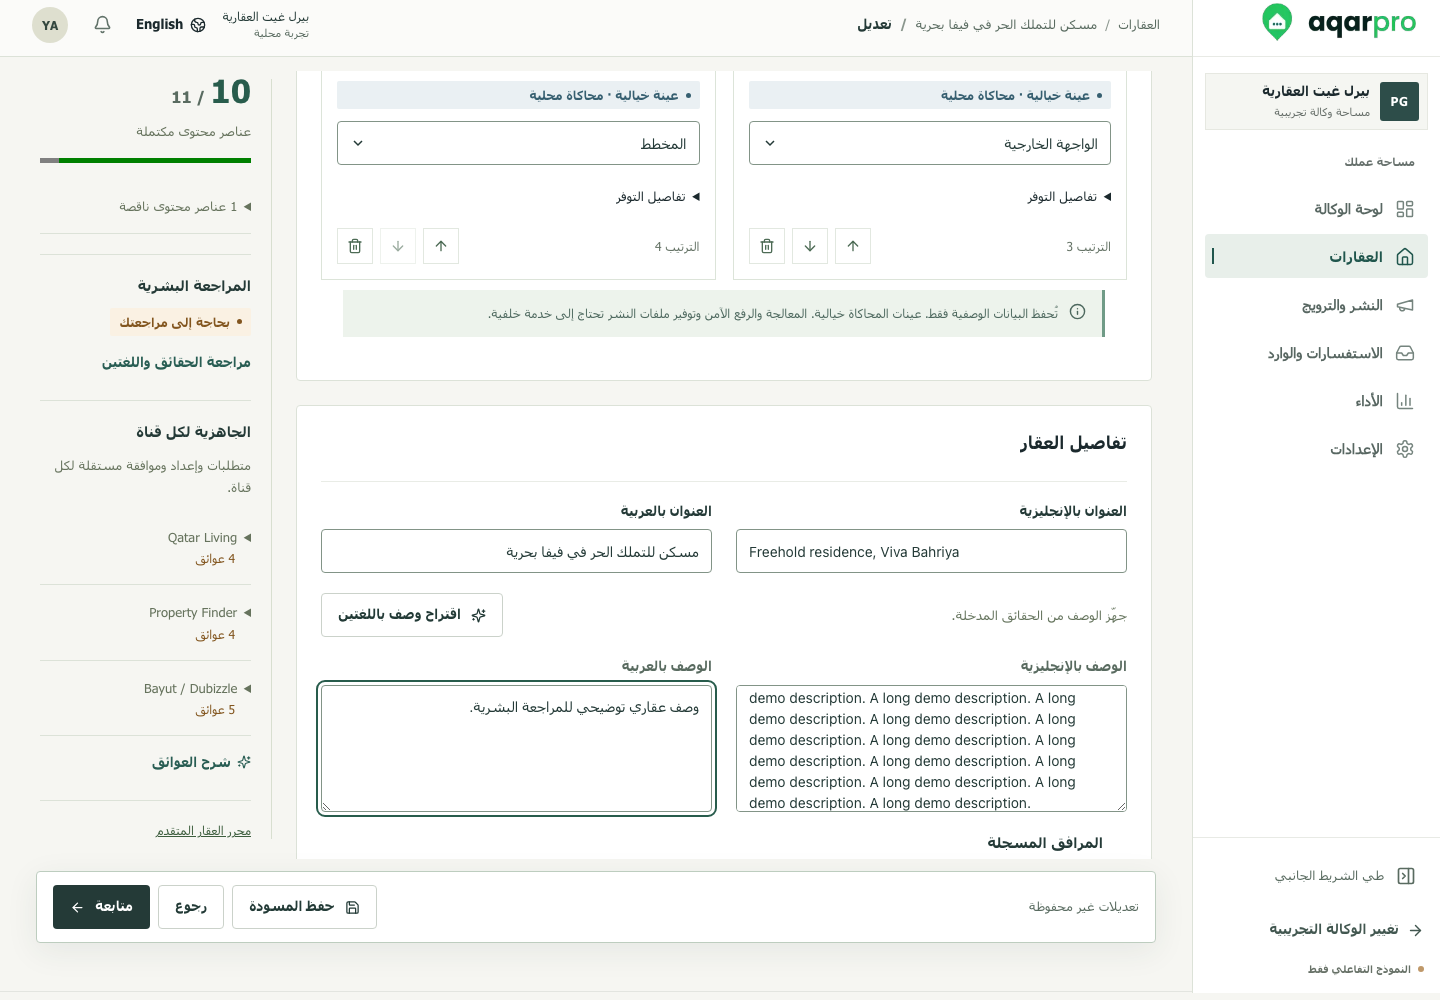 aqarpro
PG
بيرل غيت العقارية
مساحة وكالة تجريبية
مساحة عملك
لوحة الوكالة
العقارات
النشر والترويج
الاستفسارات والوارد
الأداء
الإعدادات
طي الشريط الجانبي
تغيير الوكالة التجريبية
النموذج التفاعلي فقط
العقارات / مسكن للتملك الحر في فيفا بحرية / تعديل
بيرل غيت العقارية
تجربة محلية
English
YA
عينة خيالية · محاكاة محلية
الواجهة الخارجية
تفاصيل التوفر
الترتيب 3
عينة خيالية · محاكاة محلية
المخطط
تفاصيل التوفر
الترتيب 4
تُحفظ البيانات الوصفية فقط. عينات المحاكاة خيالية. المعالجة والرفع الآمن وتوفير ملفات النشر تحتاج إلى خدمة خلفية.
تفاصيل العقار
العنوان بالإنجليزية
Freehold residence, Viva Bahriya
العنوان بالعربية
مسكن للتملك الحر في فيفا بحرية
جهّز الوصف من الحقائق المدخلة.
اقتراح وصف باللغتين
الوصف بالإنجليزية
demo description. A long demo description. A long
demo description. A long demo description. A long
demo description. A long demo description. A long
demo description. A long demo description. A long
demo description. A long demo description. A long
demo description. A long demo description.
الوصف بالعربية
وصف عقاري توضيحي للمراجعة البشرية.
المرافق المسجلة
10 / 11
عناصر محتوى مكتملة
1 عناصر محتوى ناقصة
المراجعة البشرية
بحاجة إلى مراجعتك
مراجعة الحقائق واللغتين
الجاهزية لكل قناة
متطلبات وإعداد وموافقة مستقلة لكل
قناة.
Qatar Living
4 عوائق
Property Finder
4 عوائق
Bayut / Dubizzle
5 عوائق
شرح العوائق
محرر العقار المتقدم
تعديلات غير محفوظة
حفظ المسودة
رجوع
متابعة